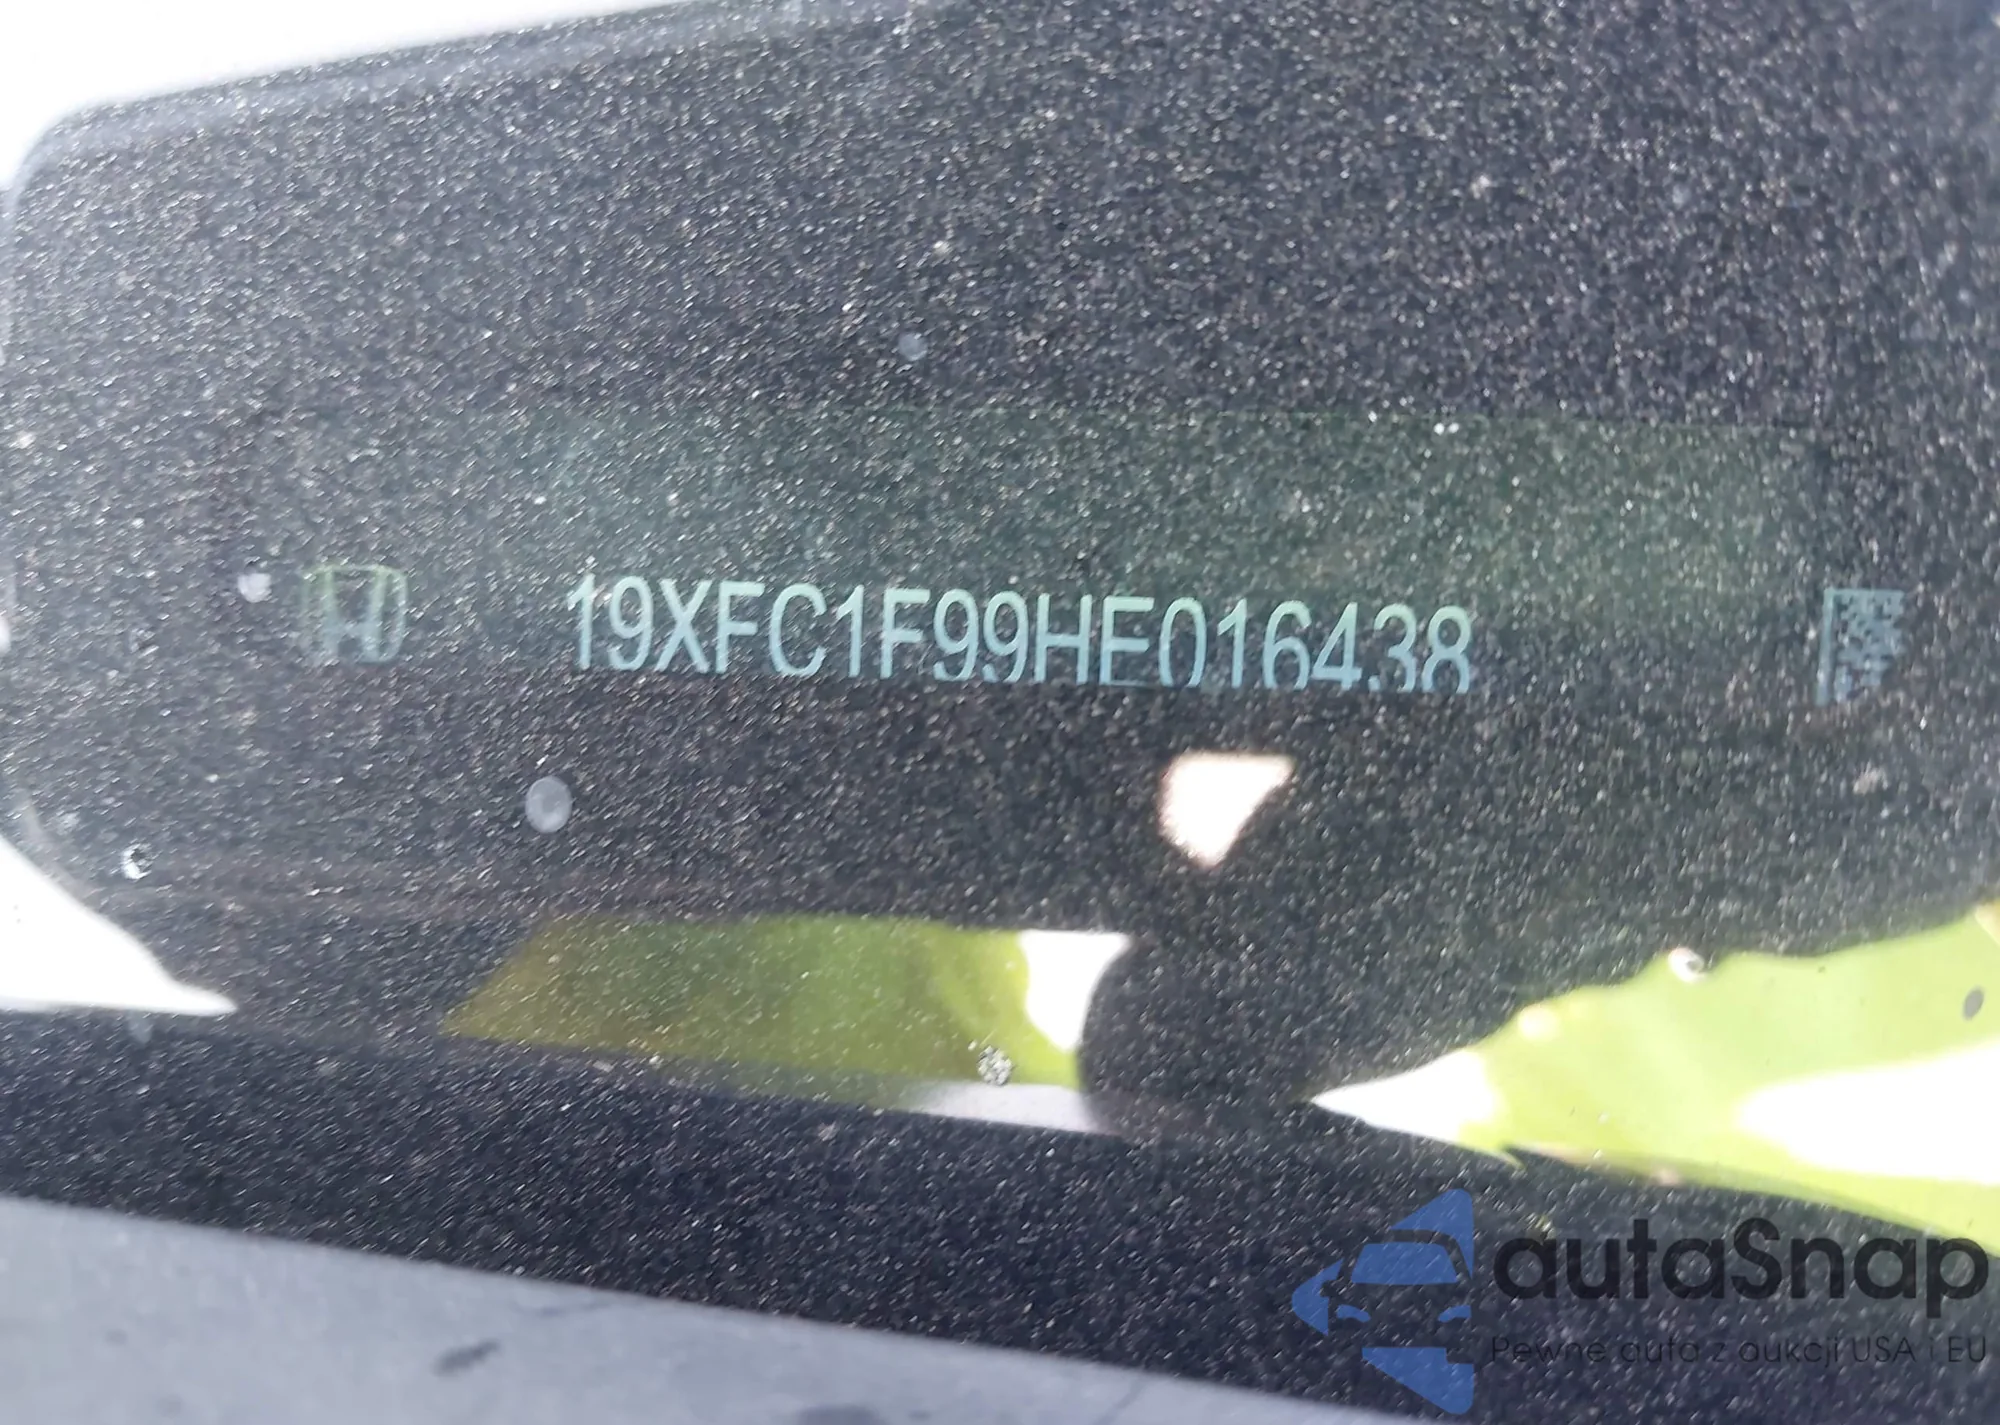 19XFC1F99HE016438
autaSnap
Pewne auta z aukcji USA i EU